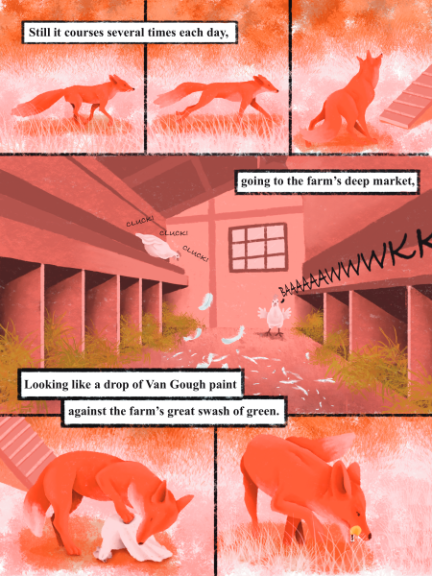 Still it courses several times each day,
going to the farm's deep market,
CLUCK!
CLUCK!
CLUCK!
BAAAAAAWWWKK
Looking like a drop of Van Gough paint
against the farm's great swash of green.